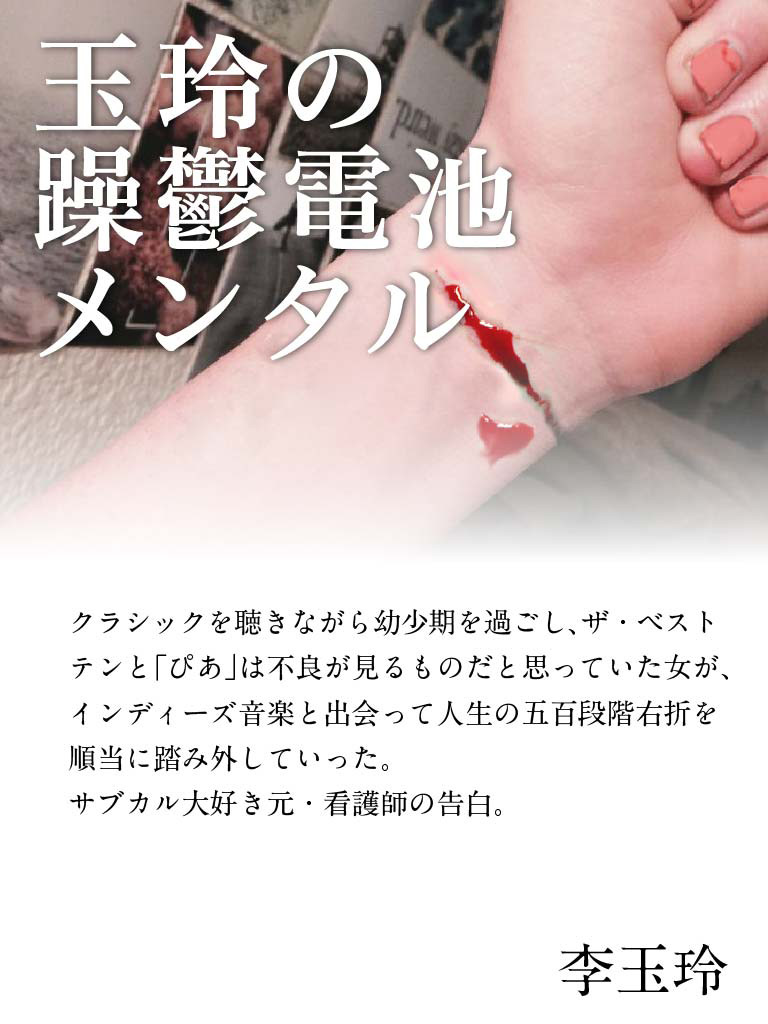 玉玲の
躁鬱電池
メンタル
クラシックを聴きながら幼少期を過ごし、ザ・ベスト
テンと「ぴあ」は不良が見るものだと思っていた女が、
インディーズ音楽と出会って人生の五百段階右折を
順当に踏み外していった。
サブカル大好き元・看護師の告白。
李玉玲